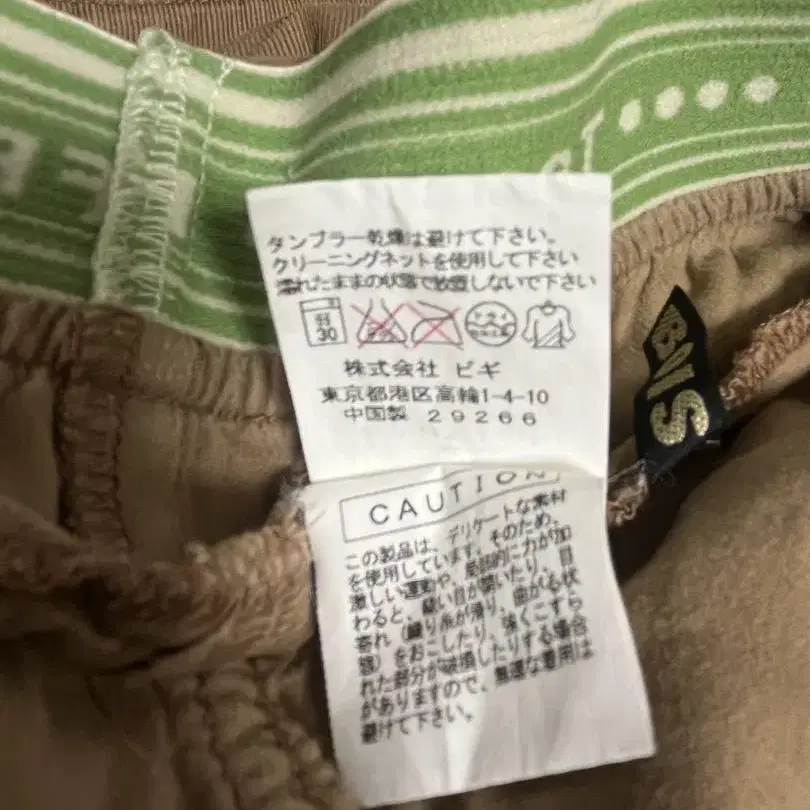 タンブラー乾燥は避けて下さい。
クリーニングネットを使用して下さい
濡れたままの状態で放置しないで下さい
30
株式会社 ビギ
東京都港区高輪1-4-10
中国製 29266
CAUTION
この製品は、デリケートな素材
を使用しています。そのため、
激しい運動や、局部的に力が加
わると、縫い目が開いたり、目
寄れ(織り糸が滑り、曲がる状
態)をおこしたり、強くこすら
れた部分が破損したりする場合
がありますので、無理な着用は
避けて下さい。
S